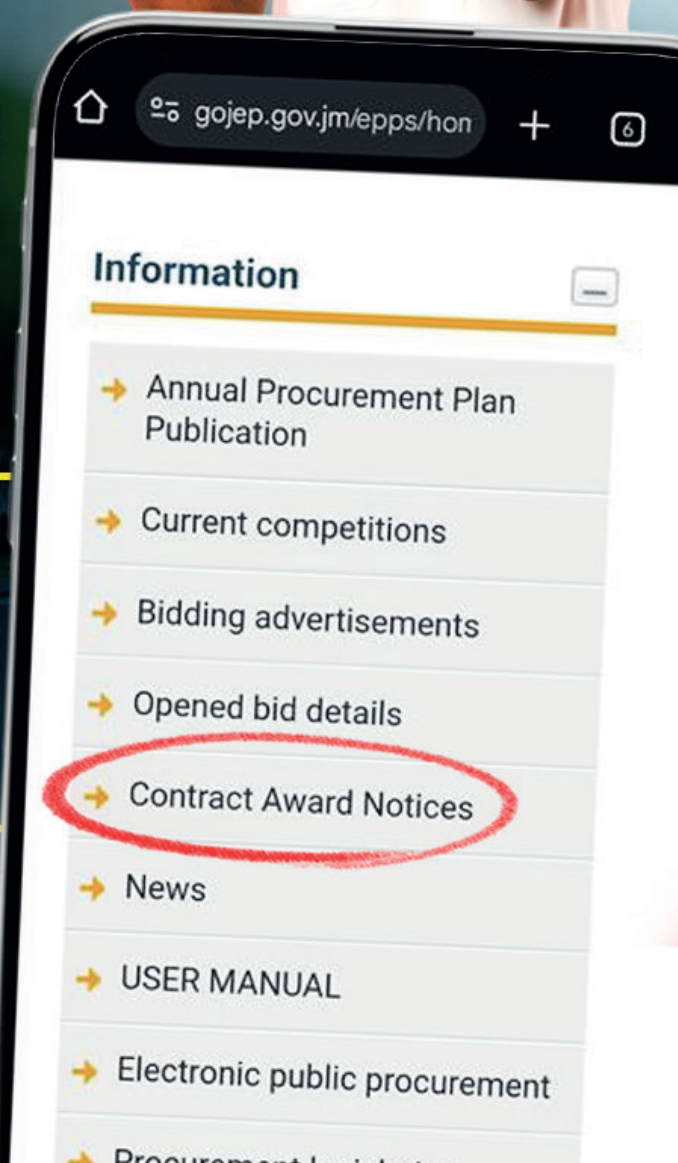 gojep.gov.jm/epps/hon
6
Information
Annual Procurement Plan
Publication
Current competitions
Bidding advertisements
Opened bid details
Contract Award Notices
News
USER MANUAL
Electronic public procurement
Procurement